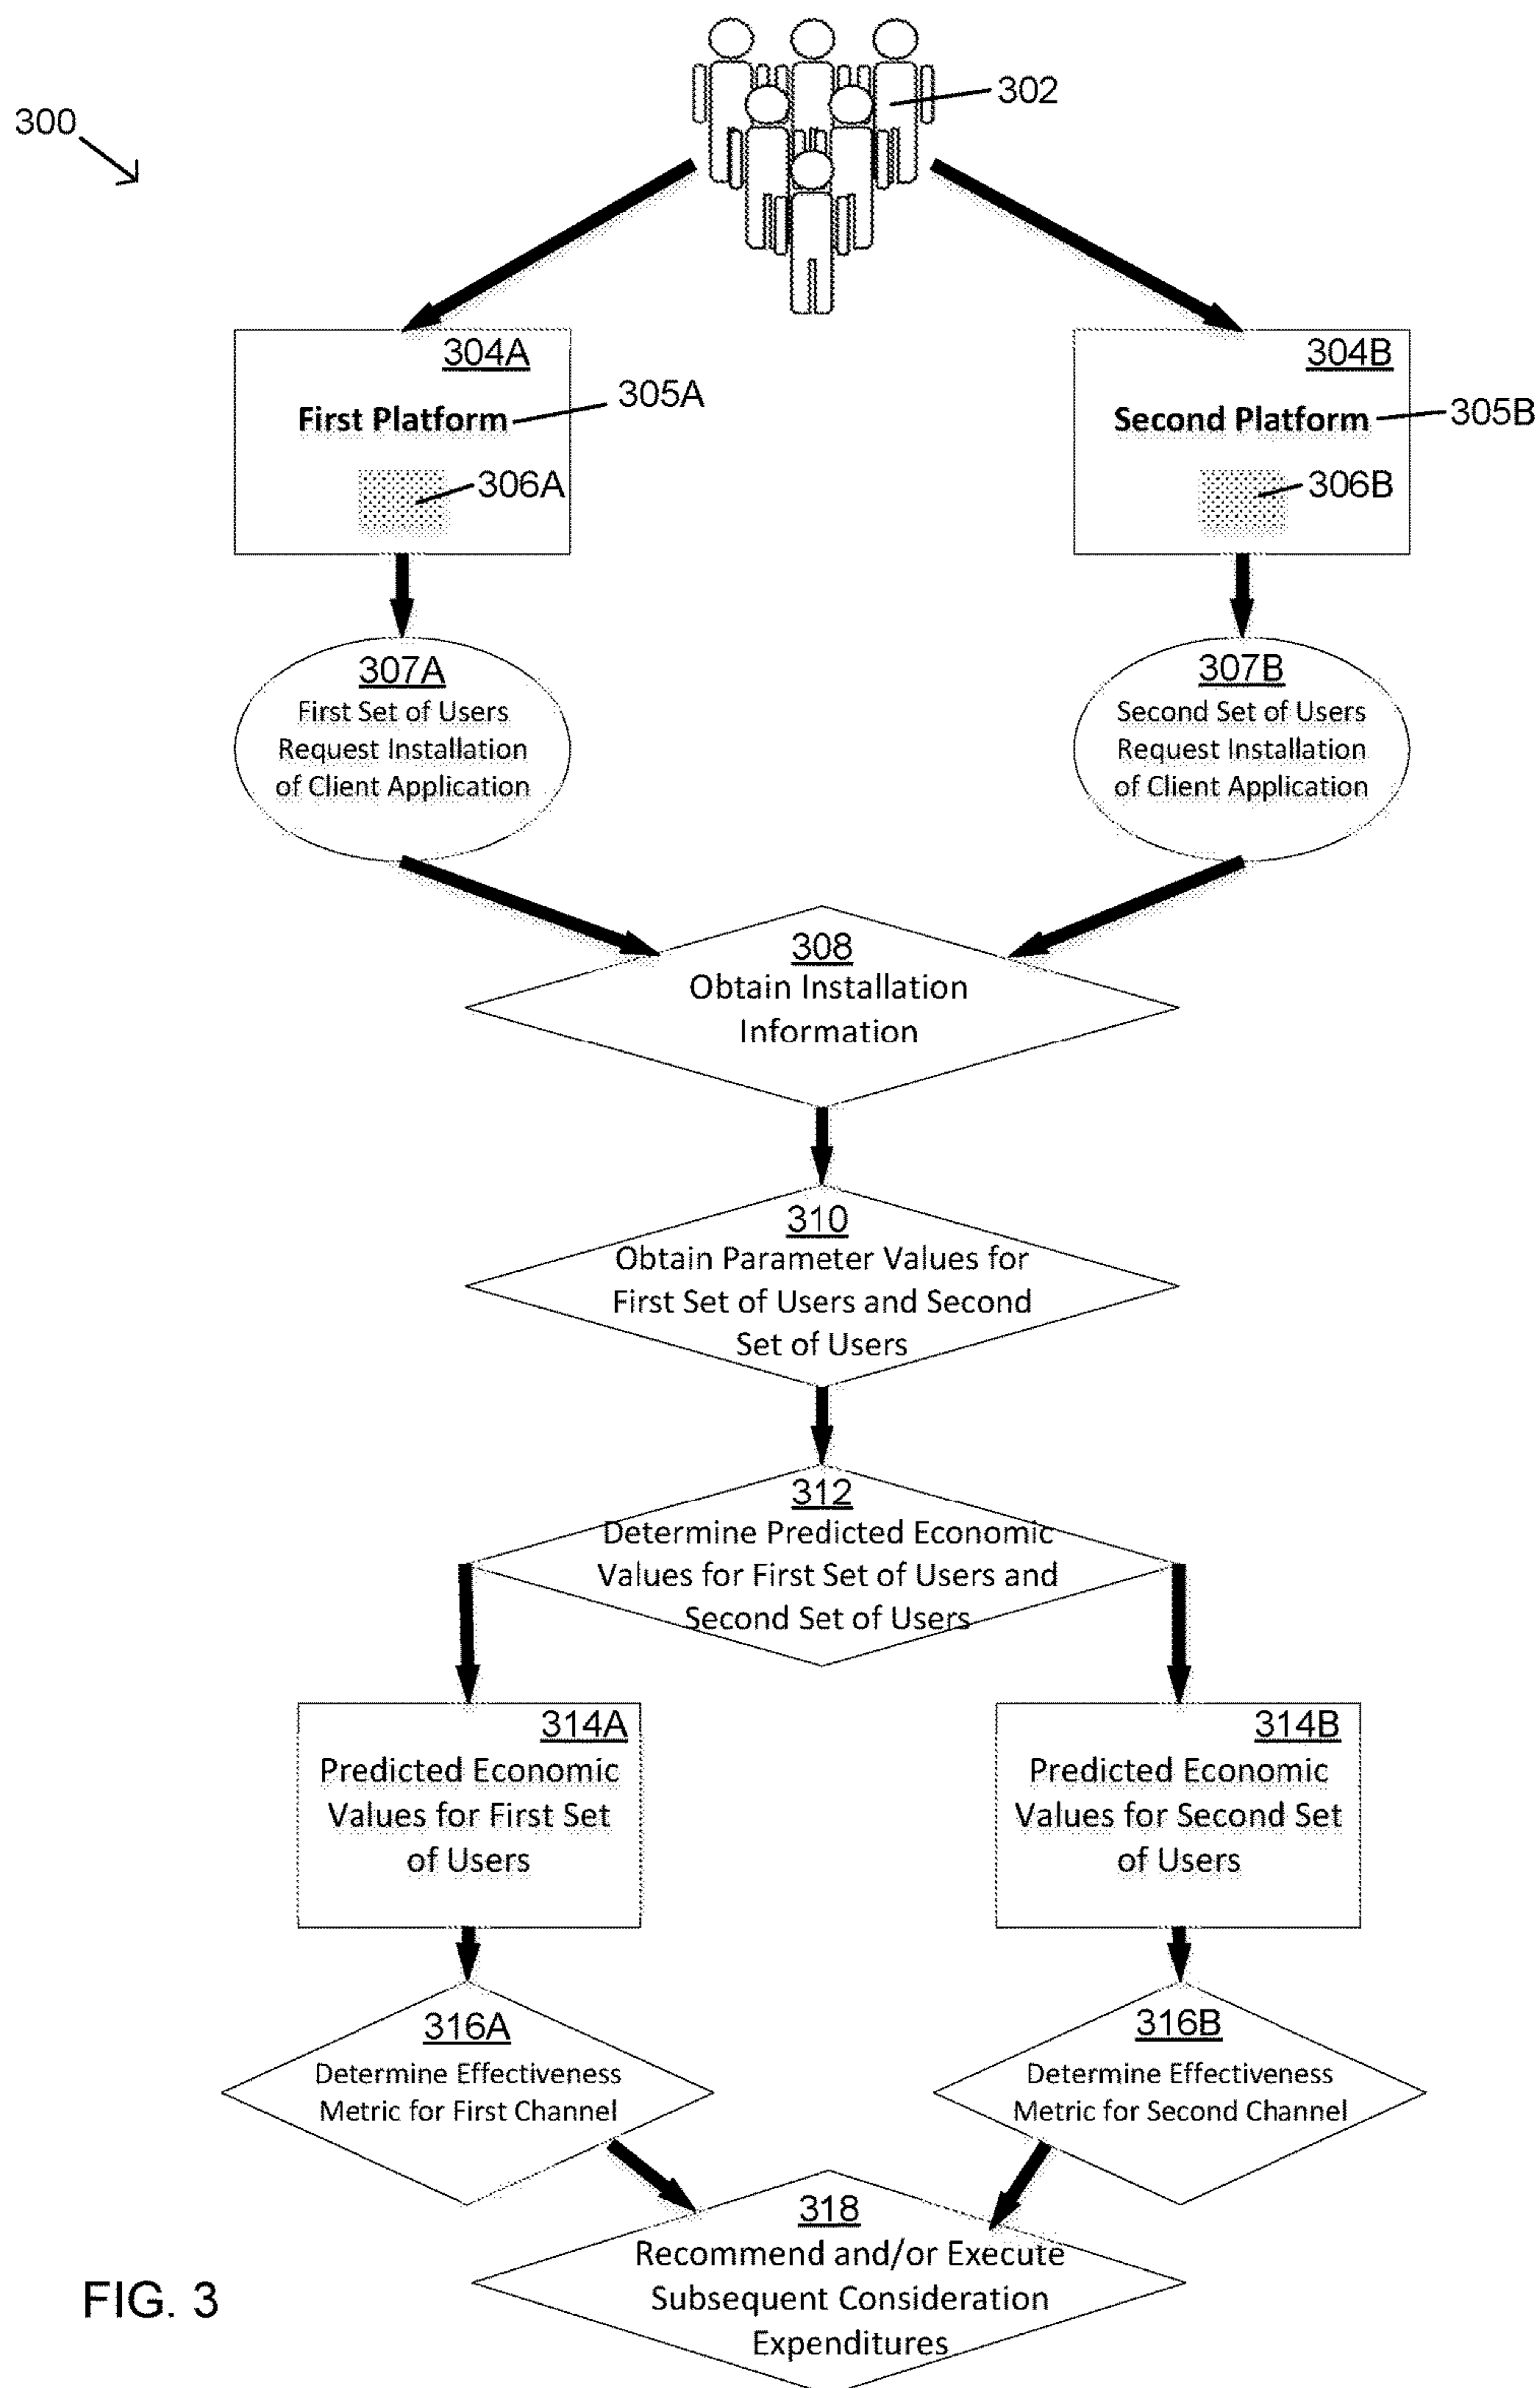 300
302
304A
First Platform
305A
306A
304B
Second Platform
305B
306B
307A
First Set of Users
Request Installation
of Client Application
307B
Second Set of Users
Request Installation
of Client Application
308
Obtain Installation
Information
310
Obtain Parameter Values for
First Set of Users and Second
Set of Users
312
Determine Predicted Economic
Values for First Set of Users and
Second Set of Users
314A
Predicted Economic
Values for First Set
of Users
314B
Predicted Economic
Values for Second Set
of Users
316A
Determine Effectiveness
Metric for First Channel
316B
Determine Effectiveness
Metric for Second Channel
318
Recommend and/or Execute
Subsequent Consideration
Expenditures
FIG. 3